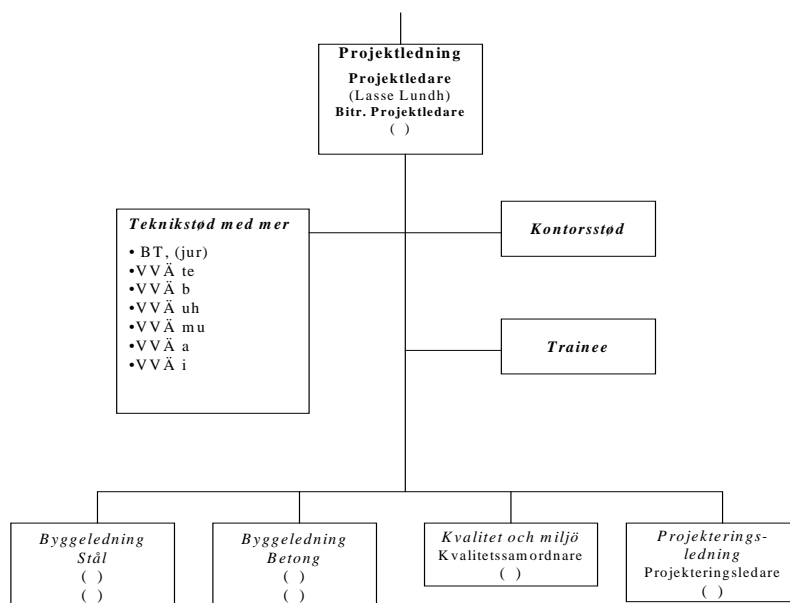 Projektledning
Projektledare
(Lasse Lundh)
Bitr. Projektledare
( )
Teknikstød med mer
• BT, (jur)
•VVÄ te
•VVÄ b
•VVÄ uh
•VVÄ mu
•VVÄ a
•VVÄ i
Kontorsstød
Trainee
Byggeledning
Stål
( )
( )
Byggeledning
Betong
( )
( )
Kvalitet och miljö
Kvalitetssamordnare
( )
Projekterings-
ledning
Projekteringsledare
( )